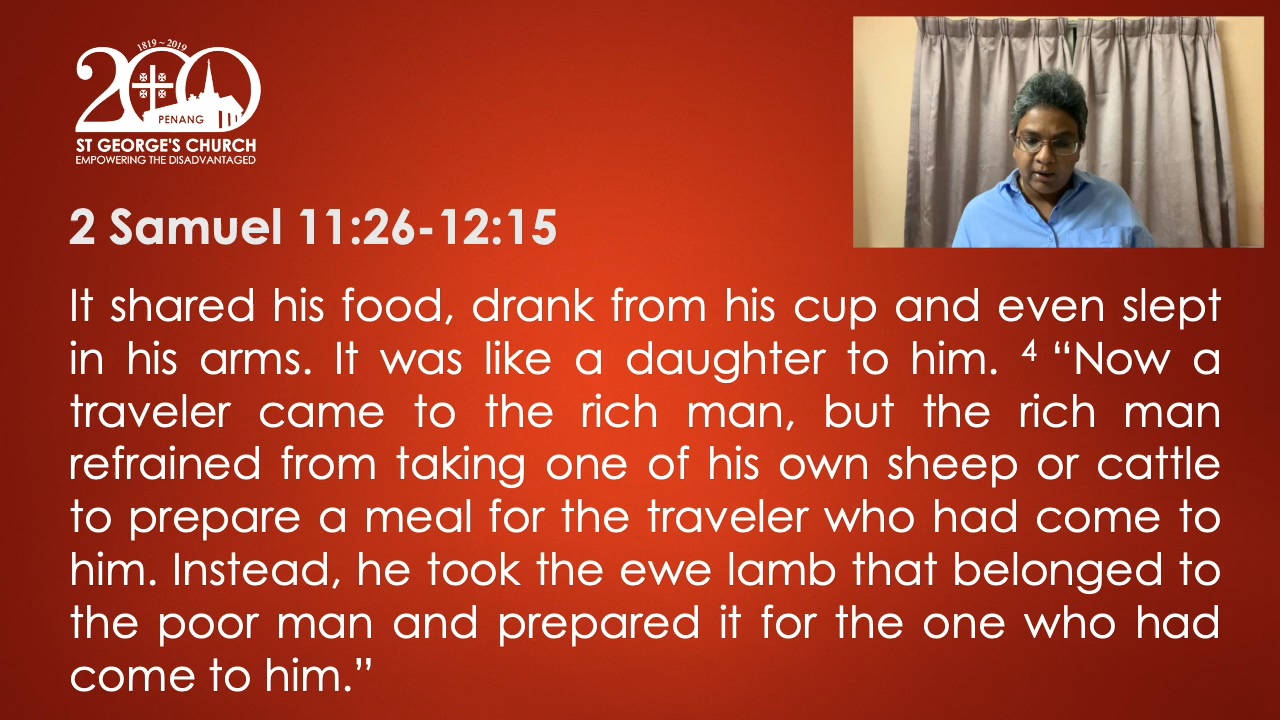 1819 ~ 2019
200
PENANG
ST GEORGE'S CHURCH
EMPOWERING THE DISADVANTAGED
2 Samuel 11:26-12:15
It shared his food, drank from his cup and even slept
in his arms. It was like a daughter to him. ⁴ “Now a
traveler came to the rich man, but the rich man
refrained from taking one of his own sheep or cattle
to prepare a meal for the traveler who had come to
him. Instead, he took the ewe lamb that belonged to
the poor man and prepared it for the one who had
come to him.”